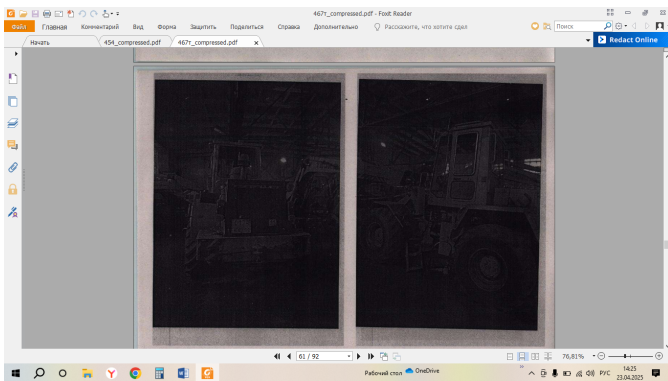 467т_compressed.pdf - Foxit Reader
Файл Главная Комментарий Вид Форма Защитить Поделиться Справка Дополнительно Расскажите, что хотите сдел Поиск
Начать 454_compressed.pdf 467т_compressed.pdf x Redact Online
61 / 92 76,81%
Рабочий стол OneDrive РУС 14:25
23.04.2025